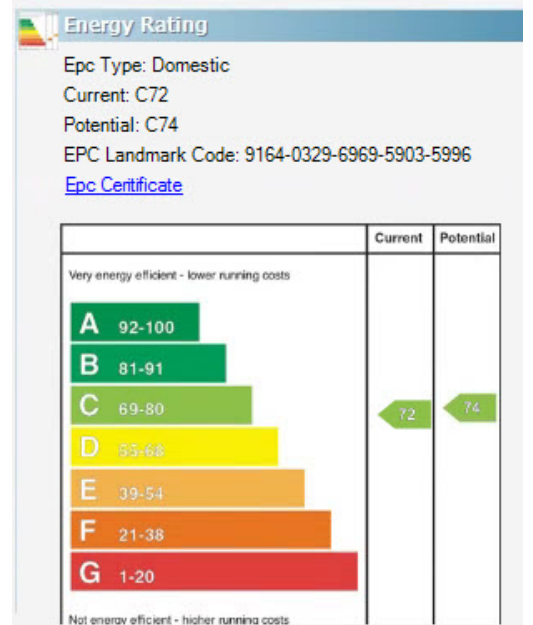 Energy Rating
Epc Type: Domestic
Current: C72
Potential: C74
EPC Landmark Code: 9164-0329-6969-5903-5996
Epc Ceritificate
Current Potential
Very energy efficient - lower running costs
A 92-100
B 81-91
C 69-80 72 74
D 55-68
E 39-54
F 21-38
G 1-20
Not energy efficient - higher running costs